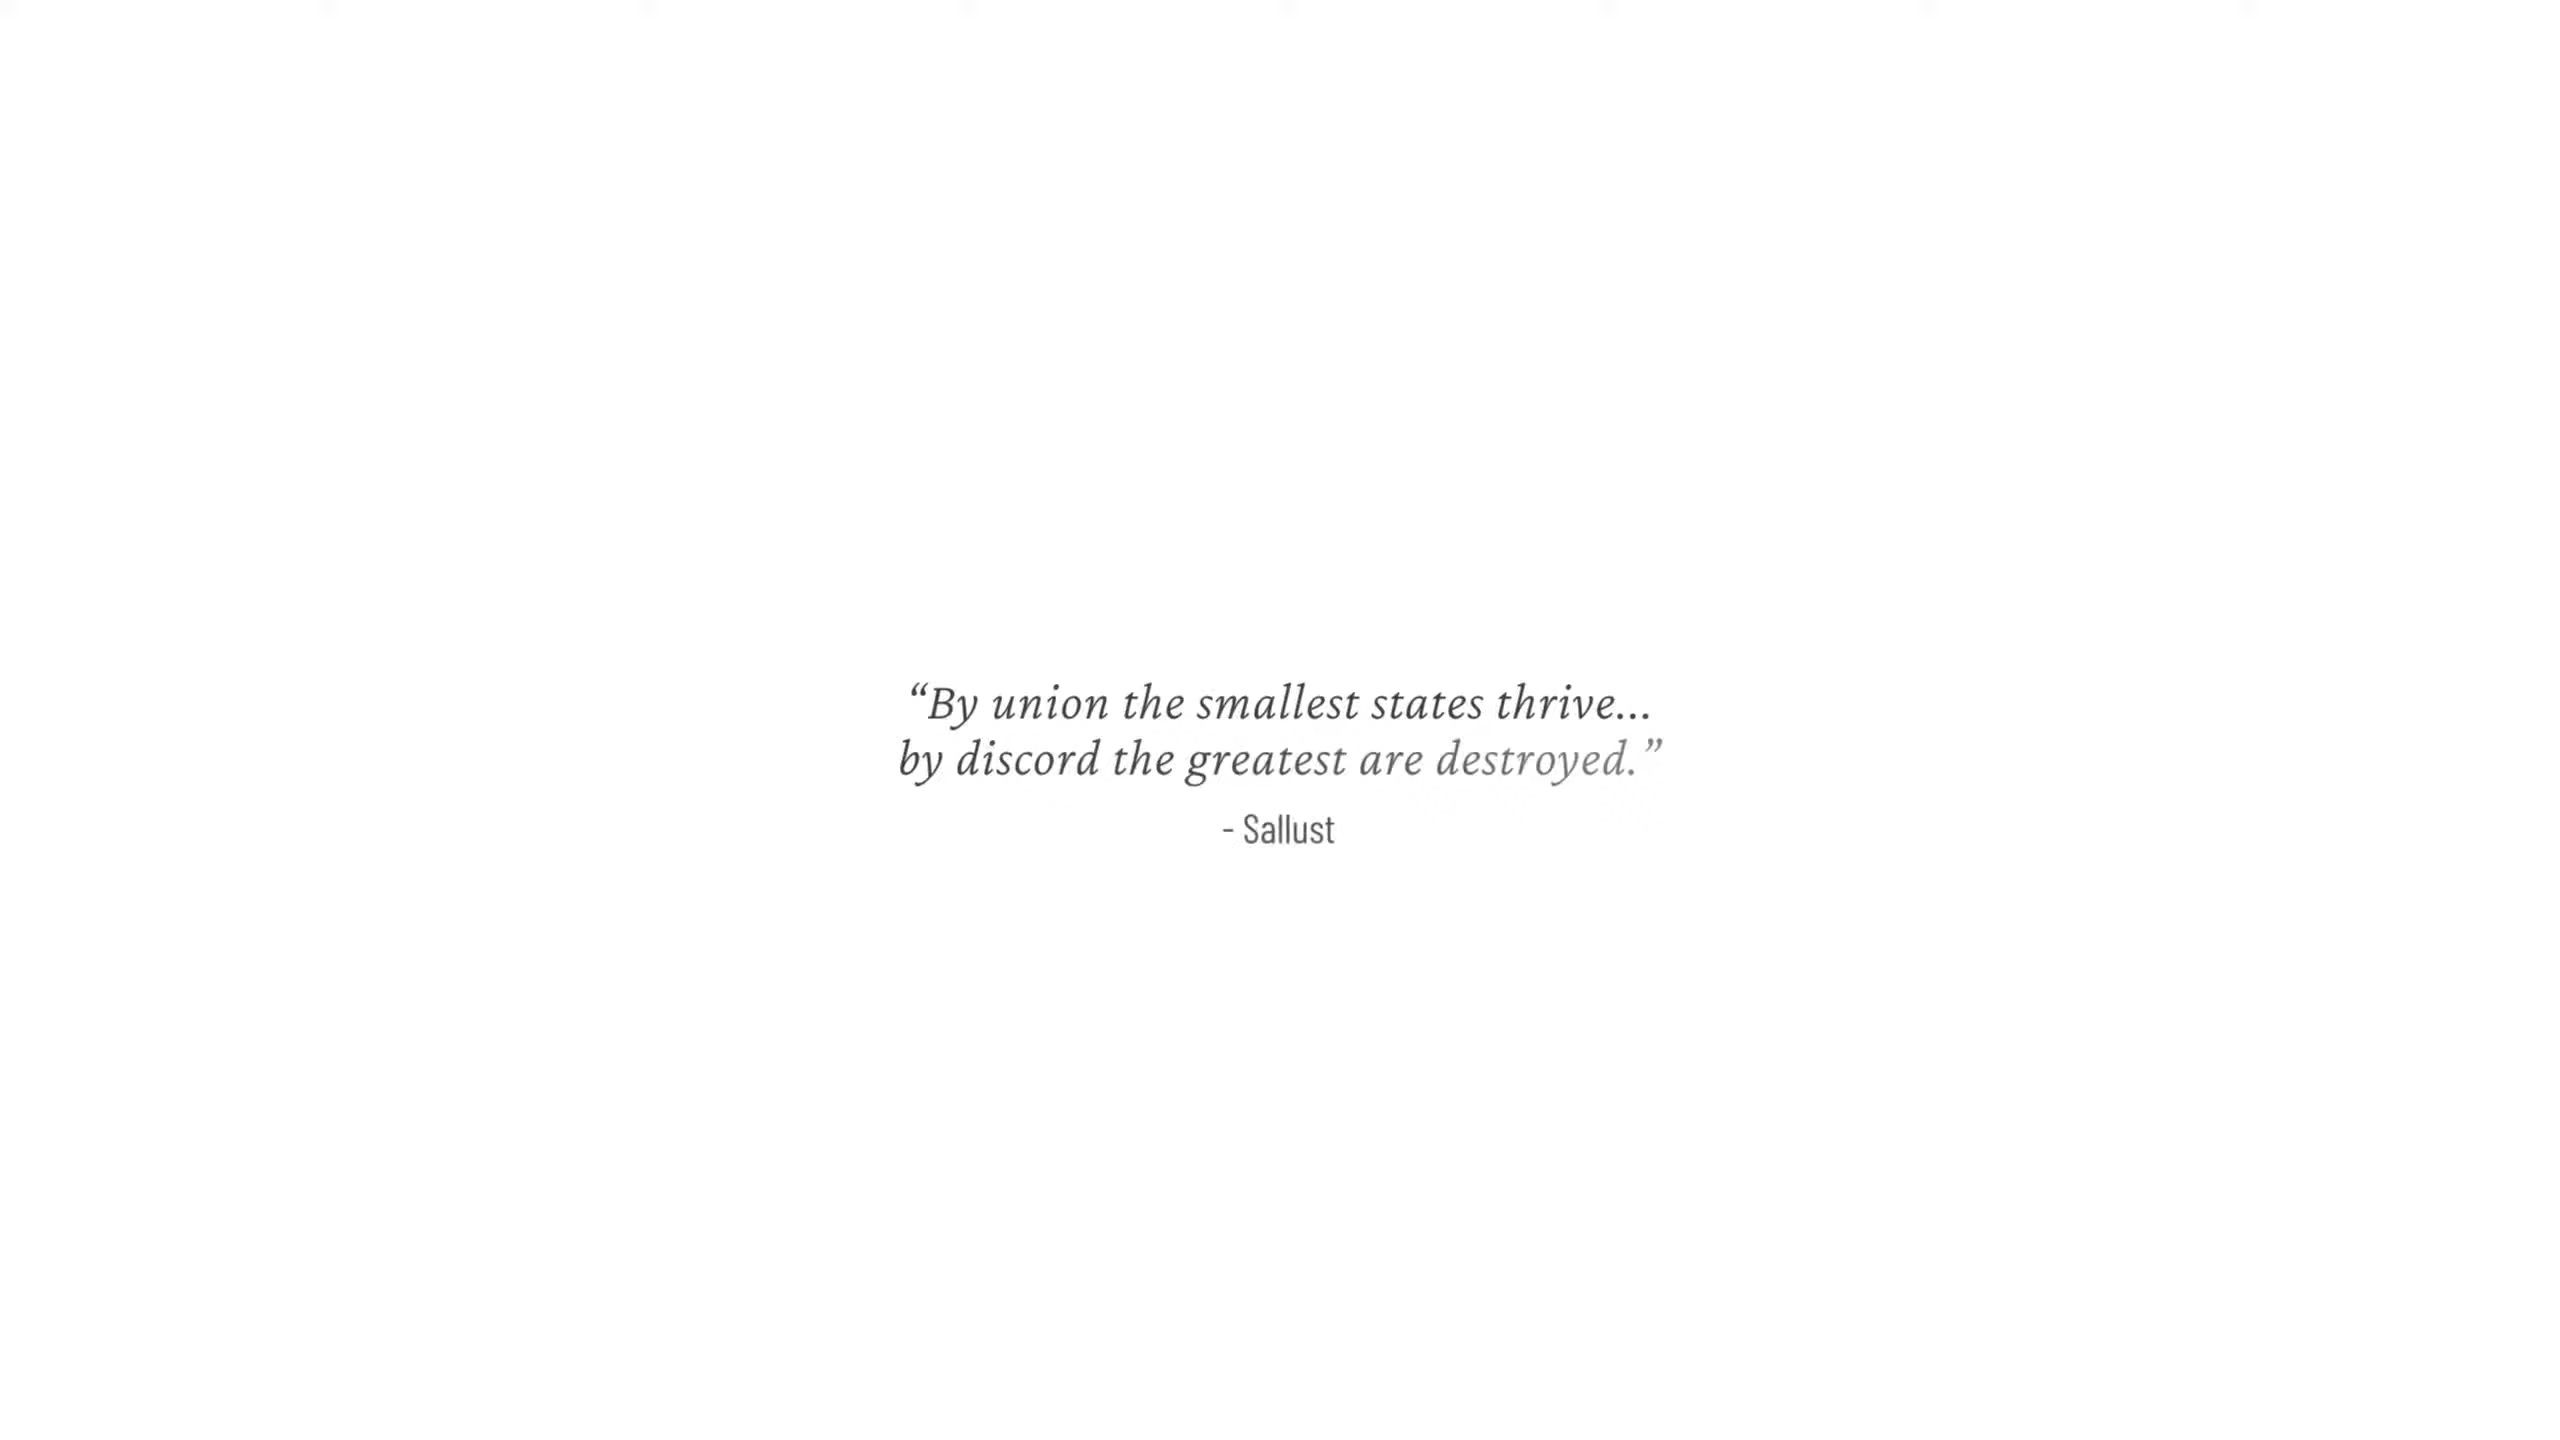 “By union the smallest states thrive...
by discord the greatest are destroyed.”
- Sallust